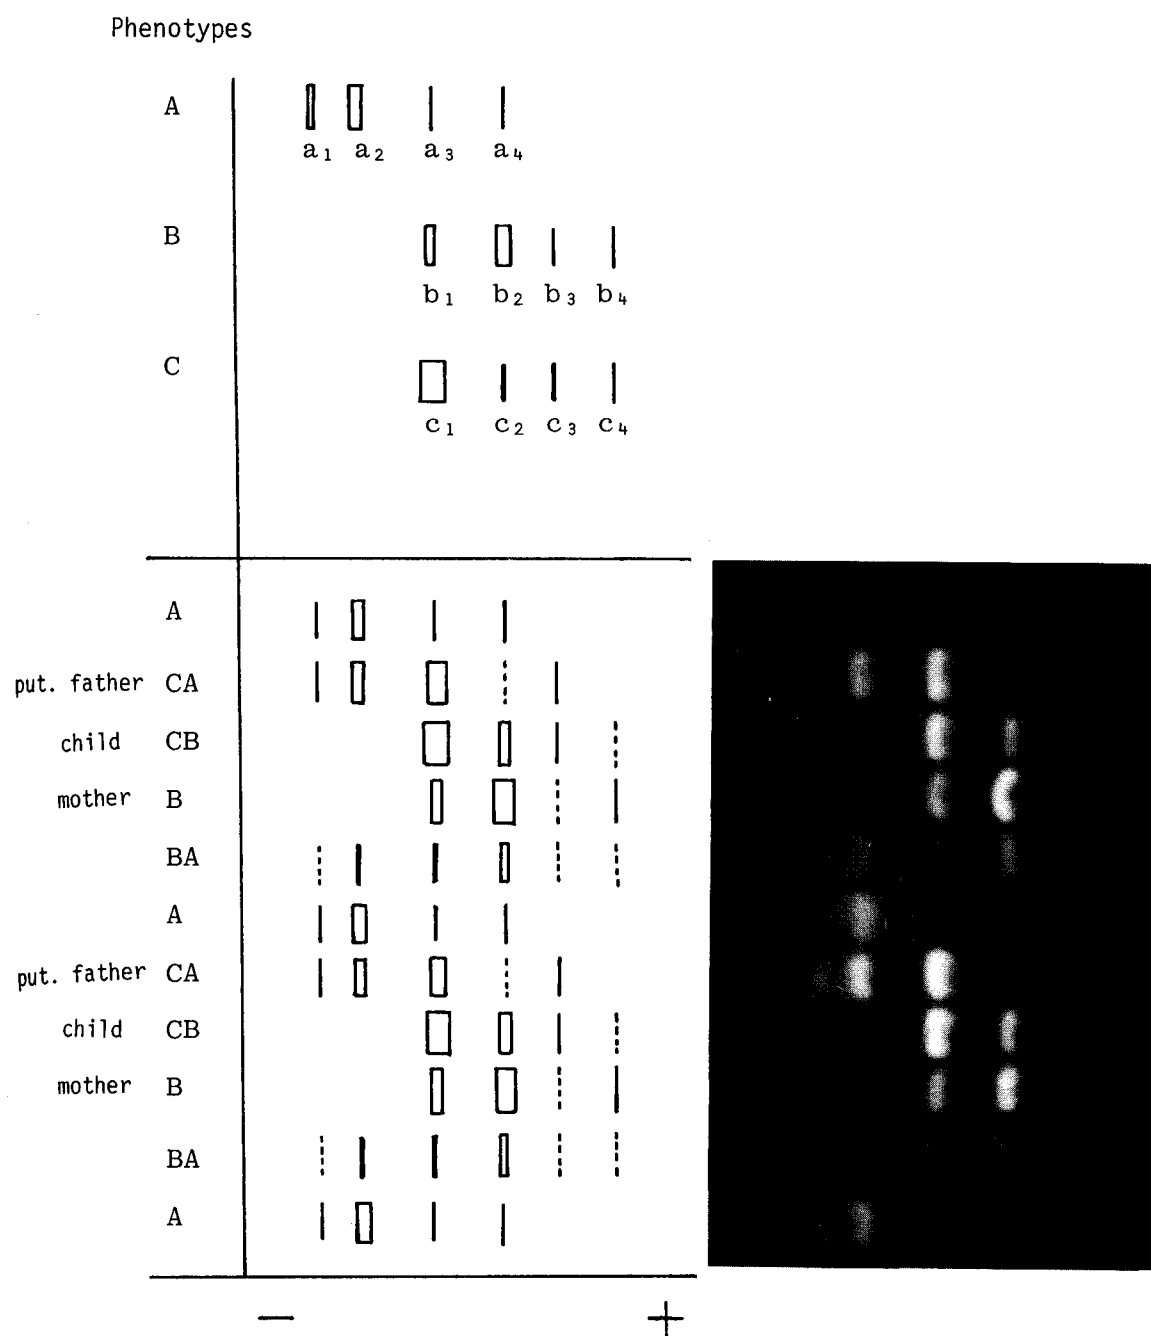 Phenotypes
A
a₁ a₂ a₃ a₄
B
b₁ b₂ b₃ b₄
C
c₁ c₂ c₃ c₄
A
put. father CA
child CB
mother B
BA
A
put. father CA
child CB
mother B
BA
A
− +